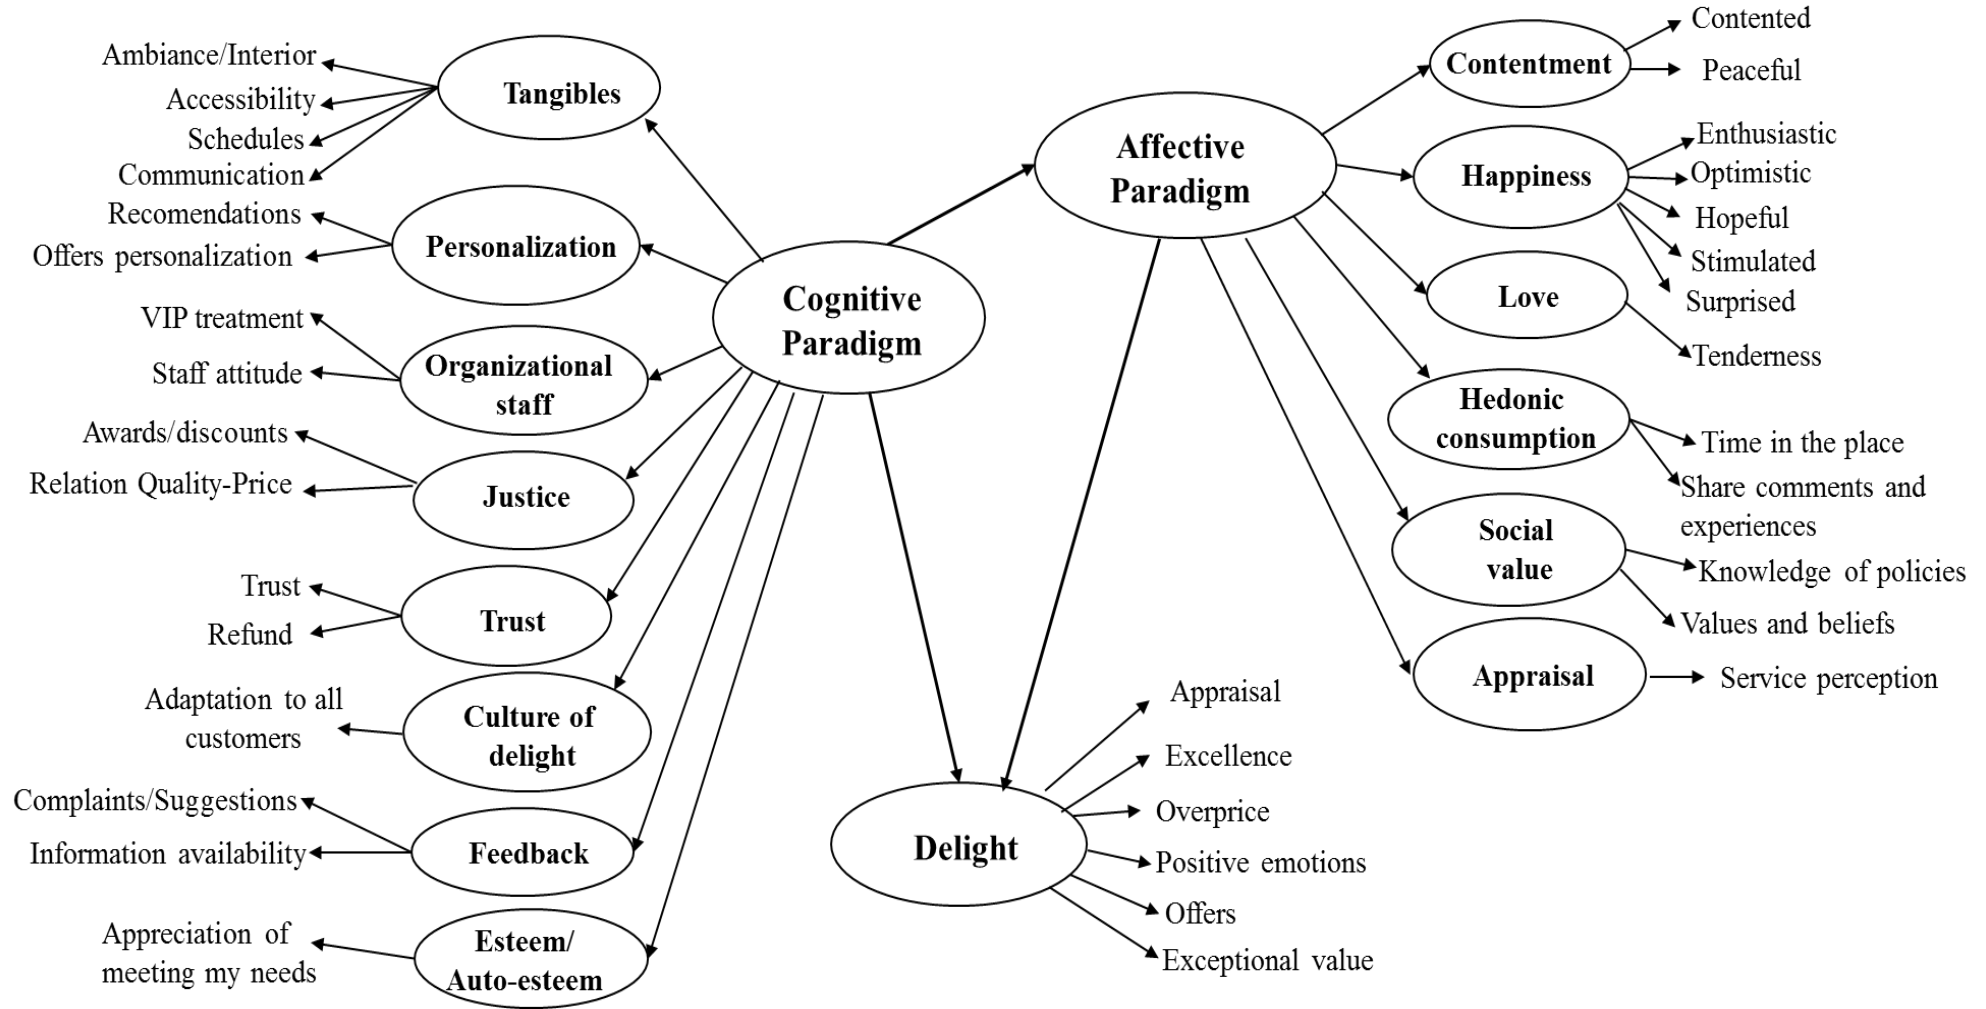 Ambiance/Interior
Accessibility
Schedules
Communication
Tangibles
Recomendations
Offers personalization
Personalization
VIP treatment
Staff attitude
Organizational
staff
Awards/discounts
Relation Quality-Price
Justice
Trust
Refund
Trust
Adaptation to all
customers
Culture of
delight
Complaints/Suggestions
Information availability
Feedback
Appreciation of
meeting my needs
Esteem/
Auto-esteem
Cognitive
Paradigm
Affective
Paradigm
Contentment
Contented
Peaceful
Happiness
Enthusiastic
Optimistic
Hopeful
Stimulated
Surprised
Love
Tenderness
Hedonic
consumption
Time in the place
Share comments and
experiences
Social
value
Knowledge of policies
Values and beliefs
Appraisal
Service perception
Delight
Appraisal
Excellence
Overprice
Positive emotions
Offers
Exceptional value